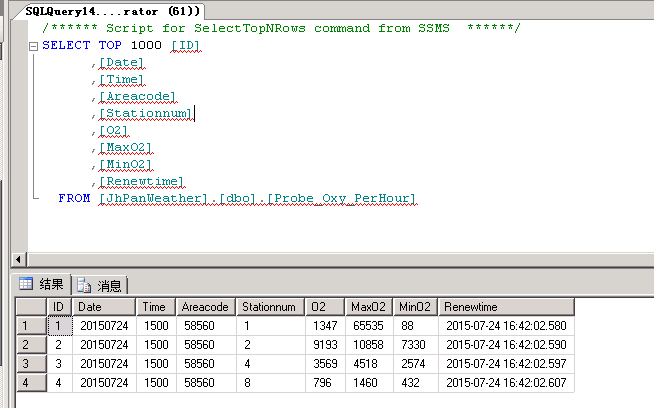 SQLQuery14....rator (61))
/****** Script for SelectTopNRows command from SSMS  ******/
SELECT TOP 1000 [ID]
,[Date]
,[Time]
,[Areacode]
,[Stationnum]
,[O2]
,[MaxO2]
,[MinO2]
,[Renewtime]
FROM [JhPanWeather].[dbo].[Probe_Oxy_PerHour]
结果 消息
ID Date Time Areacode Stationnum O2 MaxO2 MinO2 Renewtime
1 1 20150724 1500 58560 1 1347 65535 88 2015-07-24 16:42:02.580
2 2 20150724 1500 58560 2 9193 10858 7330 2015-07-24 16:42:02.590
3 3 20150724 1500 58560 4 3569 4518 2574 2015-07-24 16:42:02.597
4 4 20150724 1500 58560 8 796 1460 432 2015-07-24 16:42:02.607